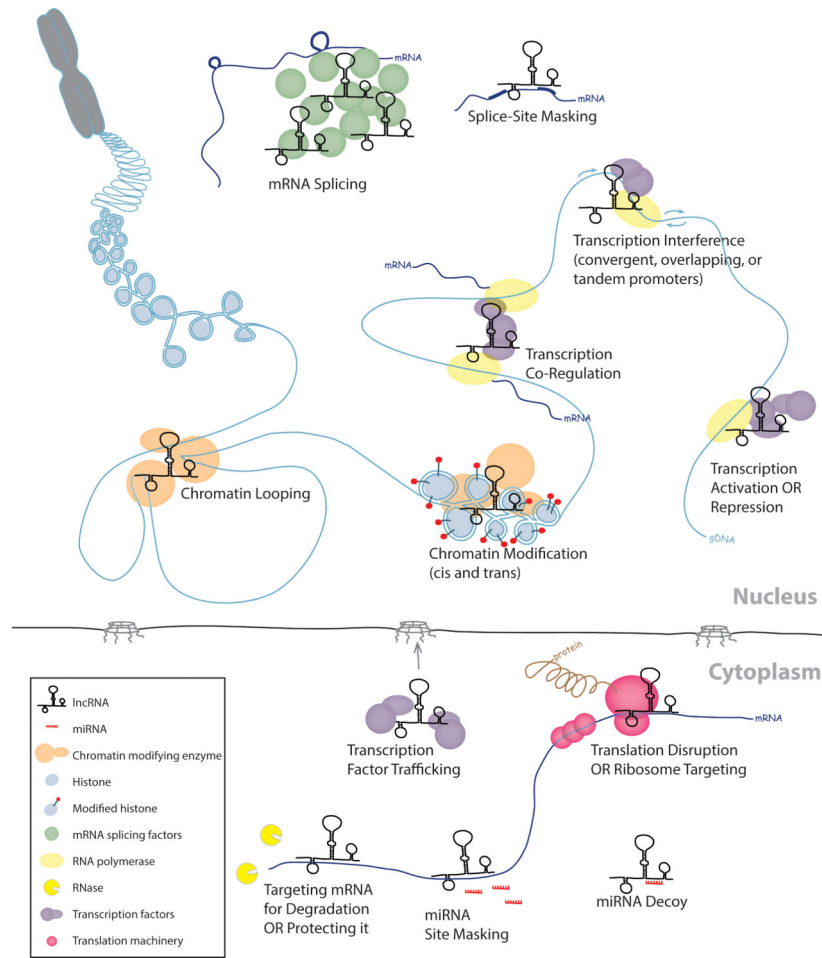 mRNA
mRNA Splicing
mRNA
Splice-Site Masking
Transcription Interference
(convergent, overlapping, or
tandem promoters)
mRNA
Transcription
Co-Regulation
mRNA
Transcription
Activation OR
Repression
gDNA
Chromatin Looping
Chromatin Modification
(cis and trans)
Nucleus
Cytoplasm
protein
mRNA
Transcription
Factor Trafficking
Translation Disruption
OR Ribosome Targeting
Targeting mRNA
for Degradation
OR Protecting it
miRNA
Site Masking
miRNA Decoy
lncRNA
miRNA
Chromatin modifying enzyme
Histone
Modified histone
mRNA splicing factors
RNA polymerase
RNase
Transcription factors
Translation machinery